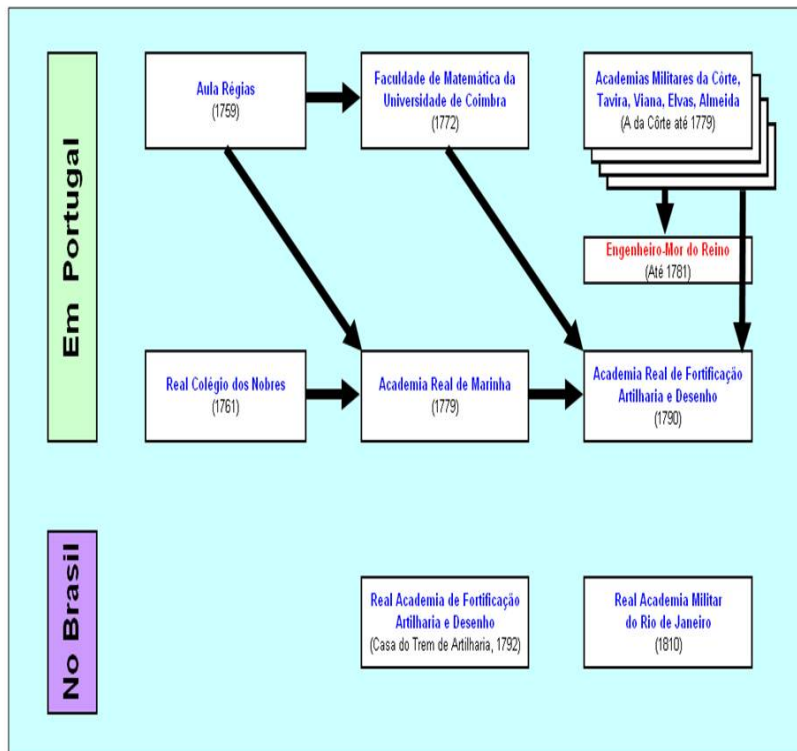 Em Portugal
Aula Régias
(1759)
Faculdade de Matemática da
Universidade de Coimbra
(1772)
Academias Militares da Côrte,
Tavira, Viana, Elvas, Almeida
(A da Côrte até 1779)
Engenheiro-Mor do Reino
(Até 1781)
Real Colégio dos Nobres
(1761)
Academia Real de Marinha
(1779)
Academia Real de Fortificação
Artilharia e Desenho
(1790)
No Brasil
Real Academia de Fortificação
Artilharia e Desenho
(Casa do Trem de Artilharia, 1792)
Real Academia Militar
do Rio de Janeiro
(1810)